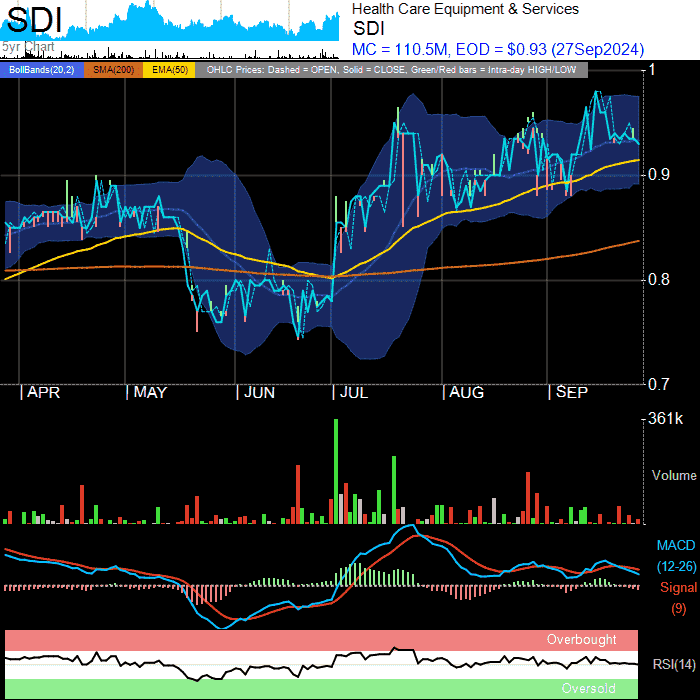 SDI
5yr Chart
Health Care Equipment & Services
SDI
MC = 110.5M, EOD = $0.93 (27Sep2024)
BollBands(20,2) SMA(200) EMA(50) OHLC Prices: Dashed = OPEN, Solid = CLOSE, Green/Red bars = Intra-day HIGH/LOW
1
0.9
0.8
0.7
APR MAY JUN JUL AUG SEP
361k
Volume
MACD
(12-26)
Signal
(9)
Overbought
RSI(14)
Oversold